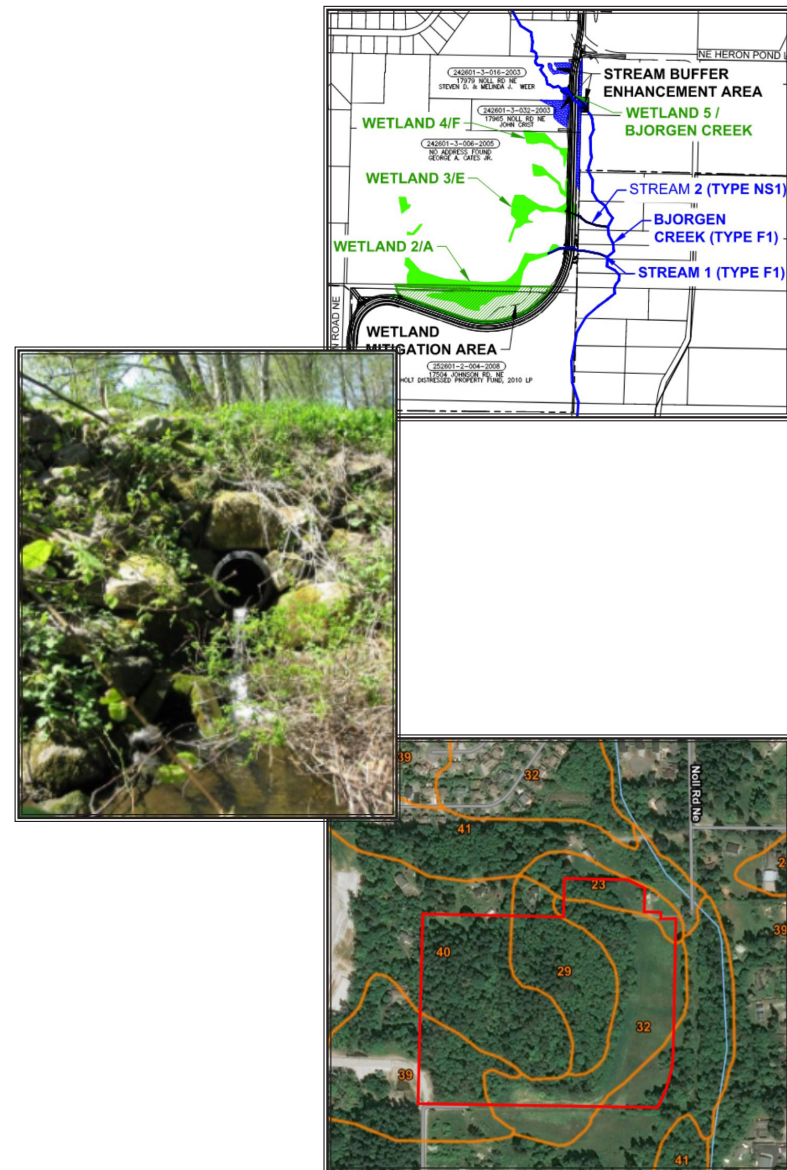 NE HERON POND L
242601-3-016-2003
17979 NOLL RD NE
STEVEN D. & MELINDA J. WEER
STREAM BUFFER
ENHANCEMENT AREA
242601-3-032-2003
17965 NOLL RD NE
JOHN CRIST
WETLAND 5 /
BJORGEN CREEK
WETLAND 4/F
242601-3-006-2005
NO ADDRESS FOUND
GEORGE A. CATES JR.
WETLAND 3/E
STREAM 2 (TYPE NS1)
BJORGEN
CREEK (TYPE F1)
WETLAND 2/A
STREAM 1 (TYPE F1)
N ROAD NE
WETLAND
MITIGATION AREA
252601-2-004-2008
17504 JOHNSON RD. NE
HOLT DISTRESSED PROPERTY FUND, 2010 LP
39
32
41
Noll Rd Ne
23
2
39
40
29
32
39
41